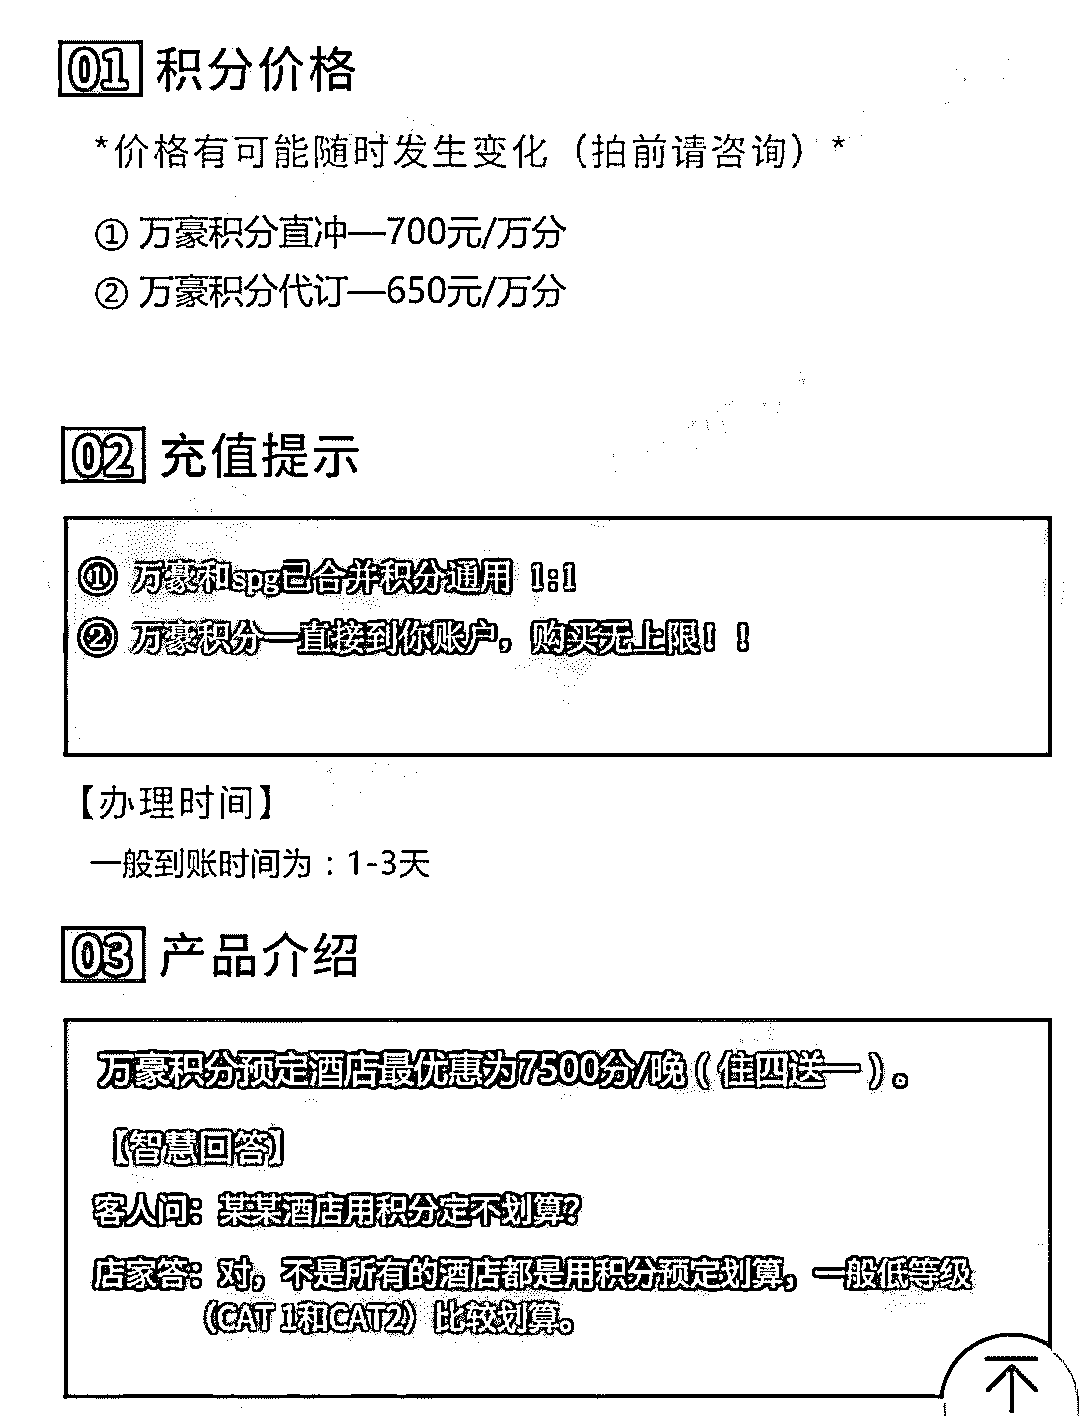 01 积分价格
*价格有可能随时发生变化（拍前请咨询）*
① 万豪积分直冲—700元/万分
② 万豪积分代订—650元/万分
02 充值提示
① 万豪和spg已合并积分通用 1:1
② 万豪积分—直接到你账户，购买无上限！！
【办理时间】
一般到账时间为：1-3天
03 产品介绍
万豪积分预定酒店最优惠为7500分/晚（住四送一）。
【智慧回答】
客人问：某某酒店用积分定不划算？
店家答：对，不是所有的酒店都是用积分预定划算，一般低等级
（CAT 1和CAT2）比较划算。